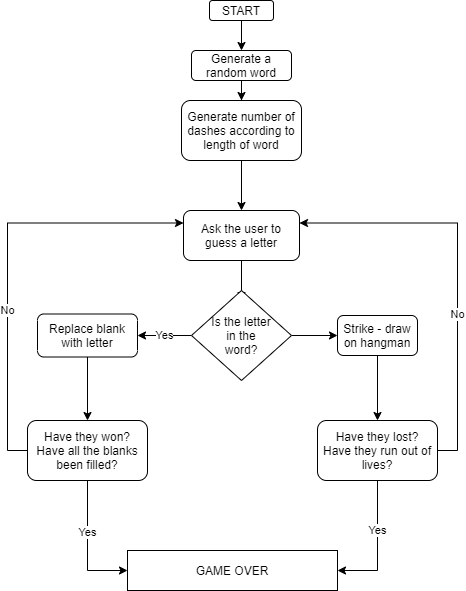 START
Generate a
random word
Generate number of
dashes according to
length of word
Ask the user to
guess a letter
No
No
Is the letter
in the
word?
Yes
Replace blank
with letter
Strike - draw
on hangman
Have they won?
Have all the blanks
been filled?
Have they lost?
Have they run out of
lives?
Yes
Yes
GAME OVER